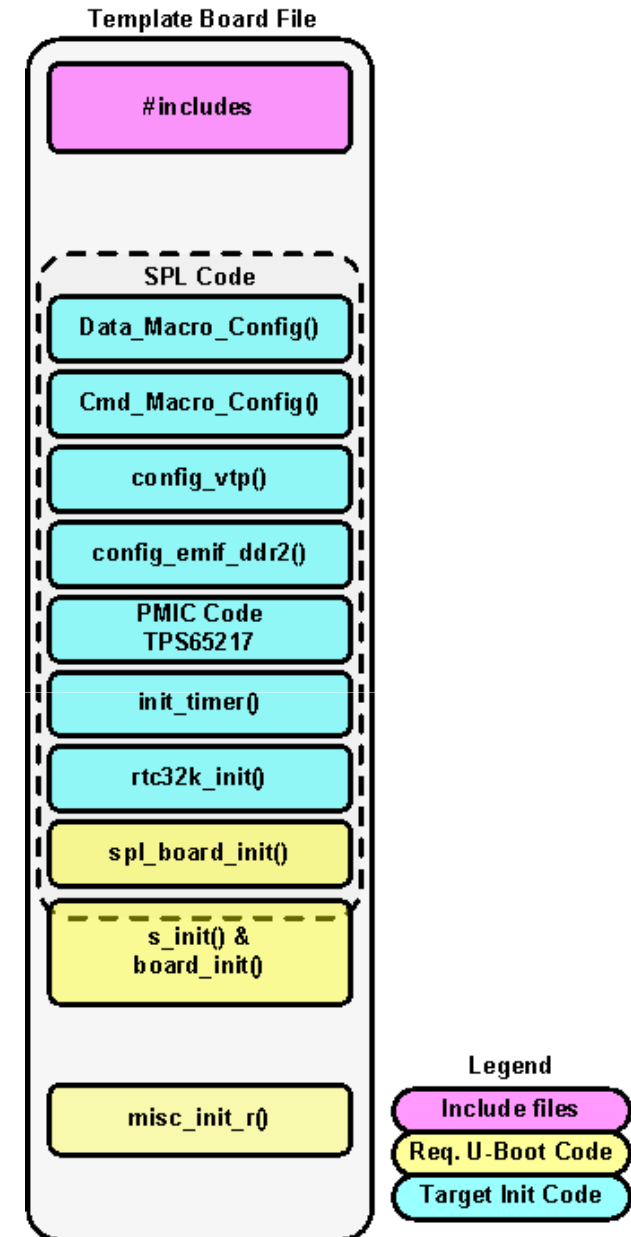 Template Board File
#includes
SPL Code
Data_Macro_Config()
Cmd_Macro_Config()
config_vtp()
config_emif_ddr2()
PMIC Code
TPS65217
init_timer()
rtc32k_init()
spl_board_init()
s_init() &
board_init()
misc_init_r()
Legend
Include files
Req. U-Boot Code
Target Init Code